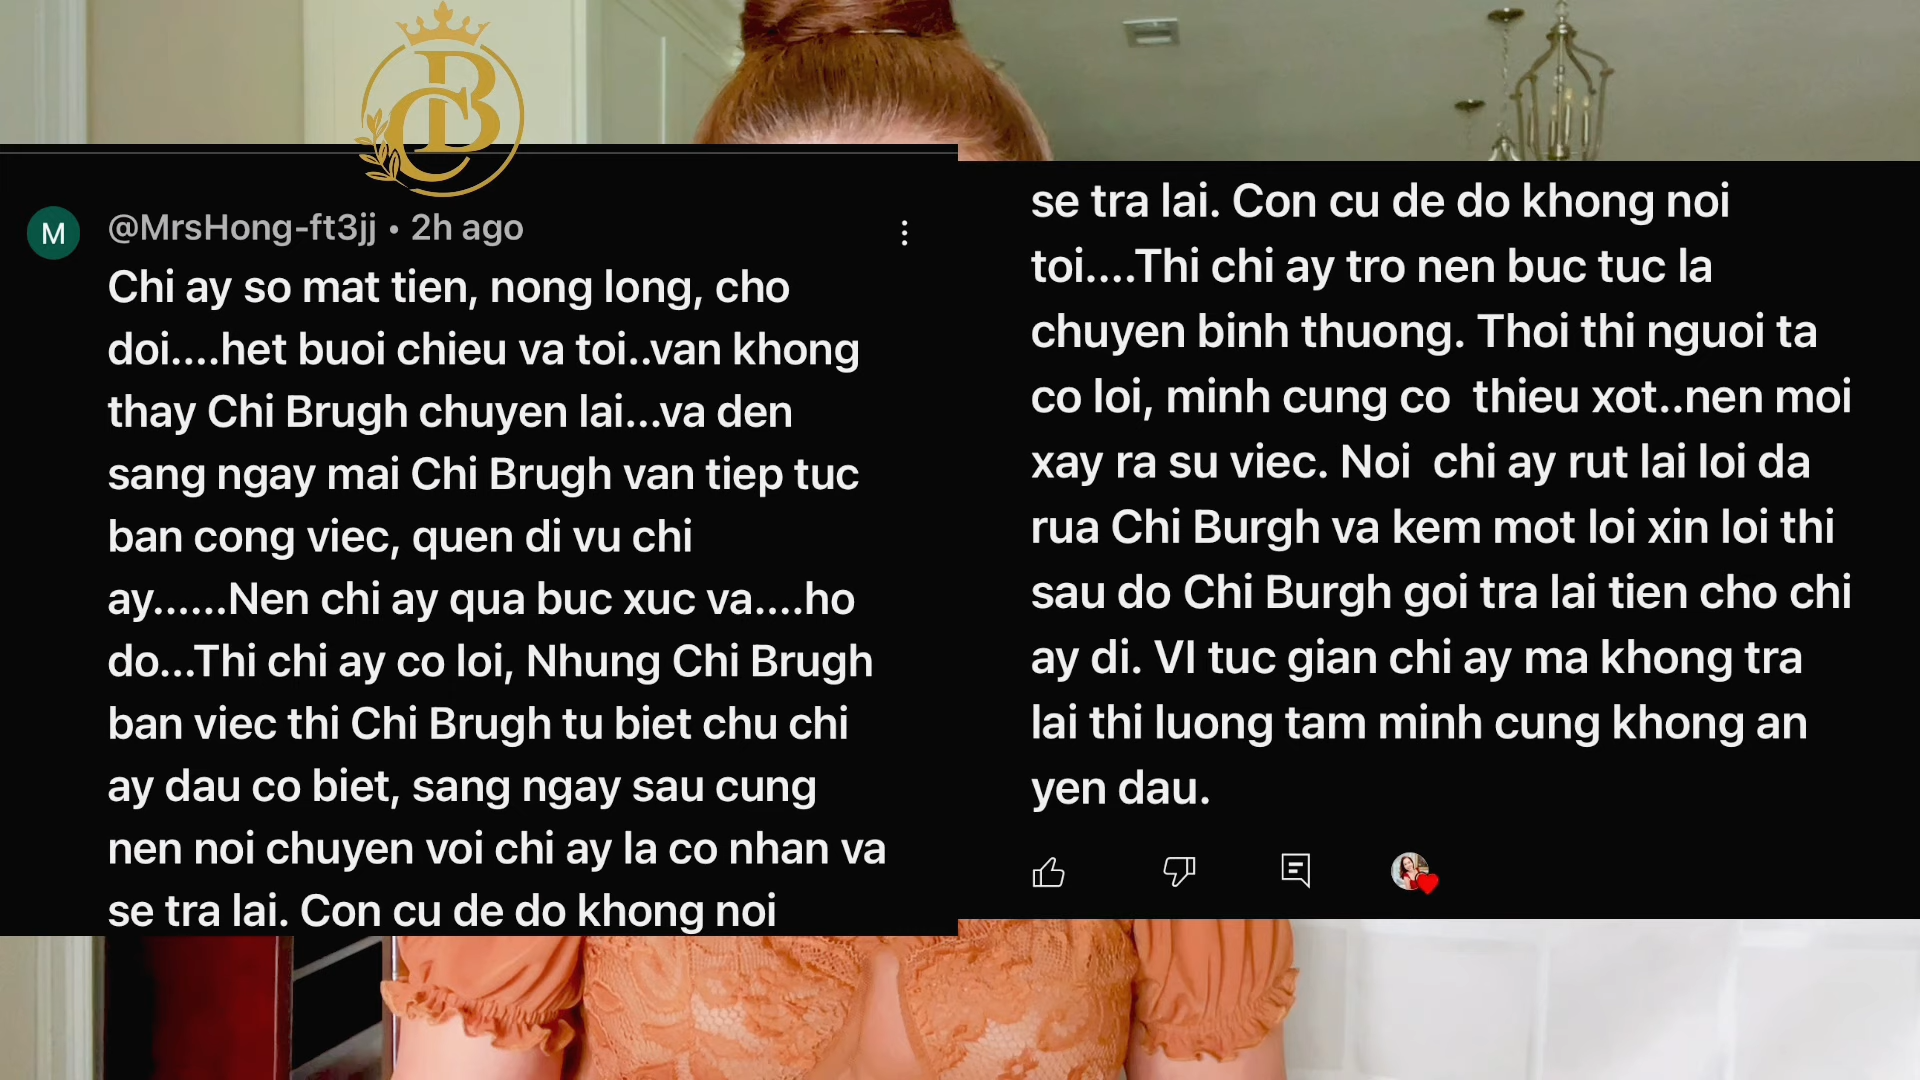 CB
M
@MrsHong-ft3jj • 2h ago
Chi ay so mat tien, nong long, cho
doi....het buoi chieu va toi..van khong
thay Chi Brugh chuyen lai...va den
sang ngay mai Chi Brugh van tiep tuc
ban cong viec, quen di vu chi
ay......Nen chi ay qua buc xuc va....ho
do...Thi chi ay co loi, Nhung Chi Brugh
ban viec thi Chi Brugh tu biet chu chi
ay dau co biet, sang ngay sau cung
nen noi chuyen voi chi ay la co nhan va
se tra lai. Con cu de do khong noi
se tra lai. Con cu de do khong noi
toi....Thi chi ay tro nen buc tuc la
chuyen binh thuong. Thoi thi nguoi ta
co loi, minh cung co  thieu xot..nen moi
xay ra su viec. Noi  chi ay rut lai loi da
rua Chi Burgh va kem mot loi xin loi thi
sau do Chi Burgh goi tra lai tien cho chi
ay di. VI tuc gian chi ay ma khong tra
lai thi luong tam minh cung khong an
yen dau.